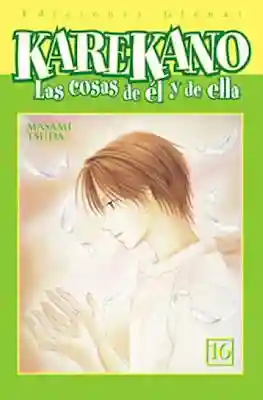 Ediciones Glénat
KAREKANO
Las cosas de él y de ella
MASAMI
TSUDA
16